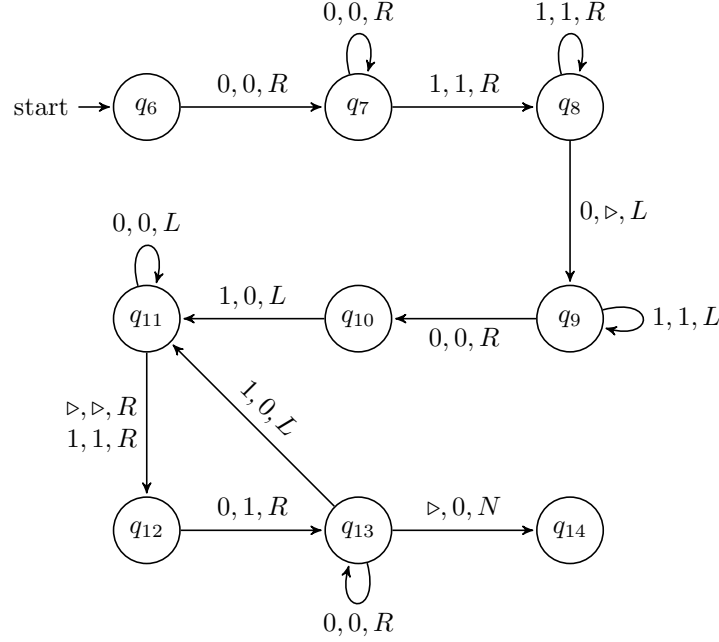 0, 0, R
1, 1, R
start
q6
0, 0, R
q7
1, 1, R
q8
0, ▷, L
0, 0, L
q11
1, 0, L
q10
0, 0, R
q9
1, 1, L
▷, ▷, R
1, 1, R
1, 0, L
q12
0, 1, R
q13
▷, 0, N
q14
0, 0, R